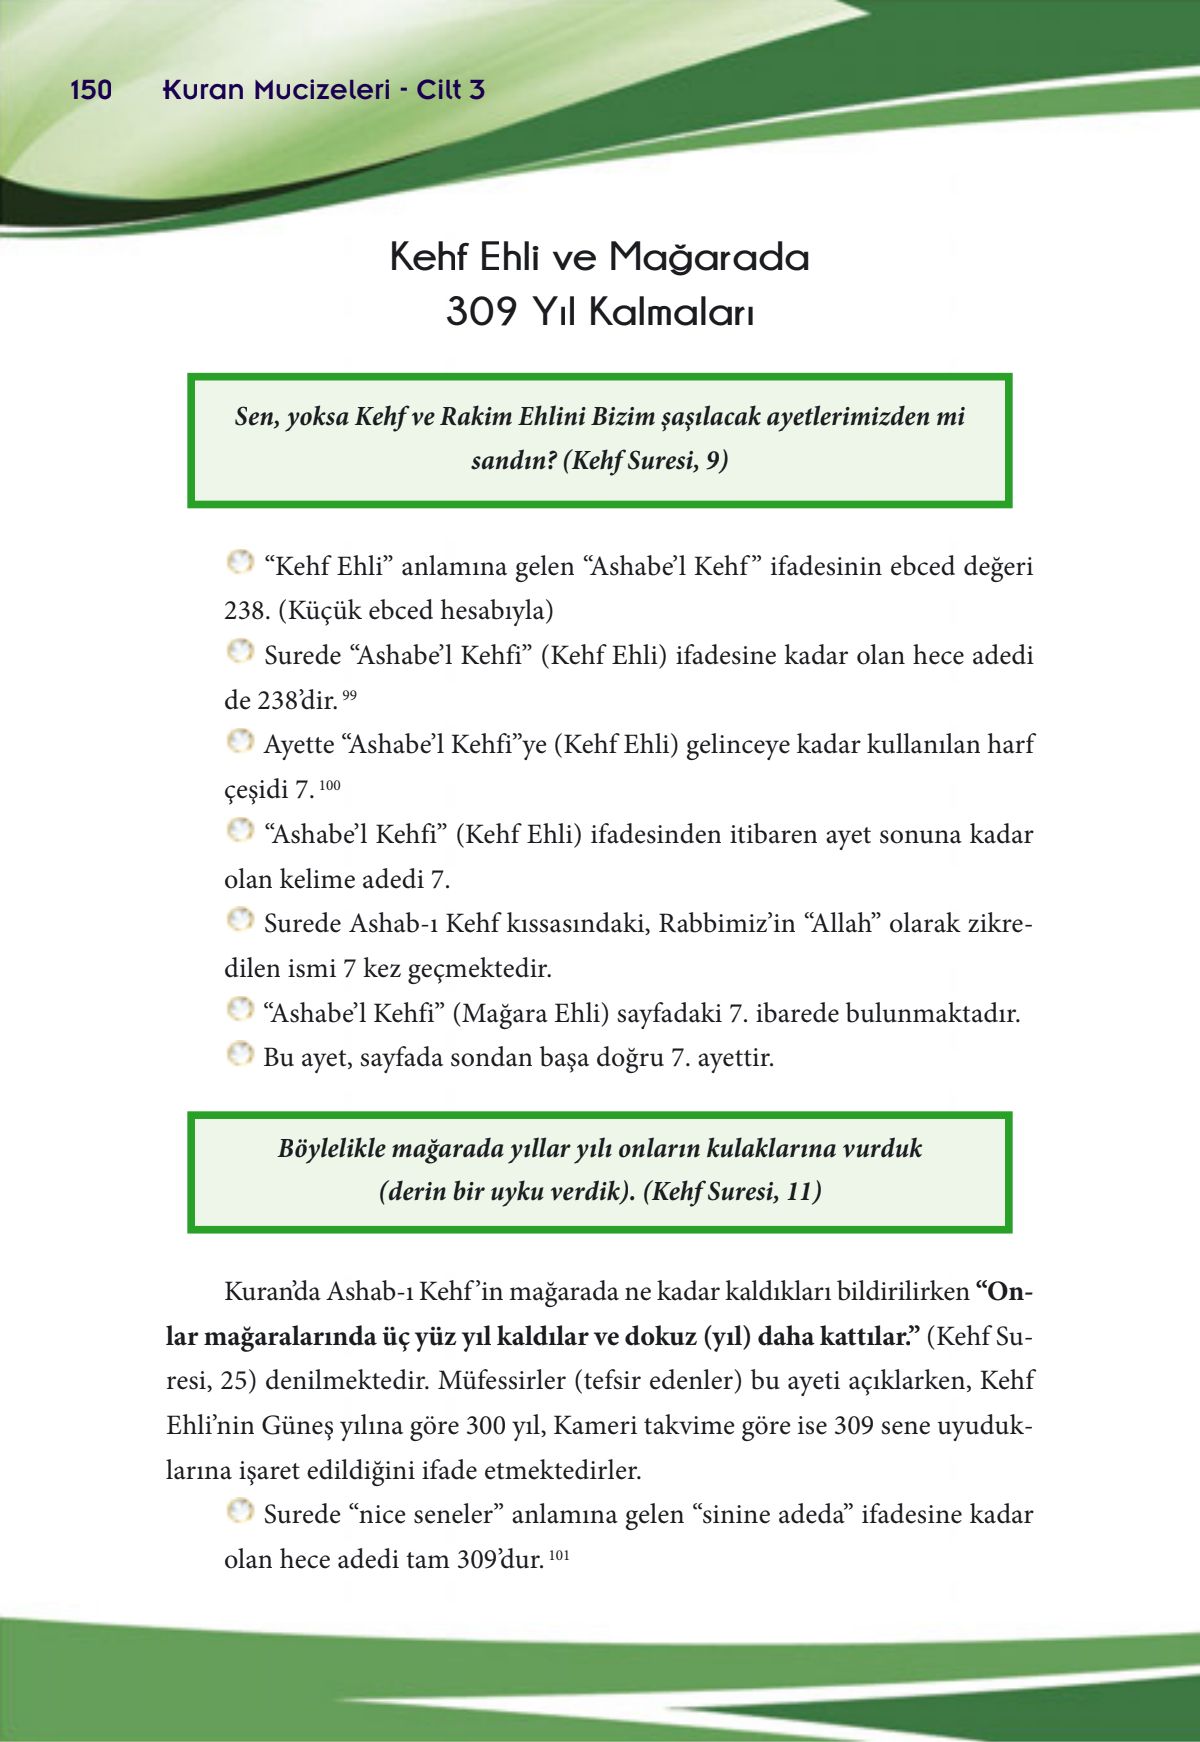 150 Kuran Mucizeleri - Cilt 3
Kehf Ehli ve Mağarada
309 Yıl Kalmaları
Sen, yoksa Kehf ve Rakim Ehlini Bizim şaşılacak ayetlerimizden mi
sandın? (Kehf Suresi, 9)
“Kehf Ehli” anlamına gelen “Ashabe’l Kehf” ifadesinin ebced değeri
238. (Küçük ebced hesabıyla)
Surede “Ashabe’l Kehfi” (Kehf Ehli) ifadesine kadar olan hece adedi
de 238’dir. 99
Ayette “Ashabe’l Kehfi”ye (Kehf Ehli) gelinceye kadar kullanılan harf
çeşidi 7. 100
“Ashabe’l Kehfi” (Kehf Ehli) ifadesinden itibaren ayet sonuna kadar
olan kelime adedi 7.
Surede Ashab-ı Kehf kıssasındaki, Rabbimiz’in “Allah” olarak zikre-
dilen ismi 7 kez geçmektedir.
“Ashabe’l Kehfi” (Mağara Ehli) sayfadaki 7. ibarede bulunmaktadır.
Bu ayet, sayfada sondan başa doğru 7. ayettir.
Böylelikle mağarada yıllar yılı onların kulaklarına vurduk
(derin bir uyku verdik). (Kehf Suresi, 11)
Kuran’da Ashab-ı Kehf’in mağarada ne kadar kaldıkları bildirilirken “On-
lar mağaralarında üç yüz yıl kaldılar ve dokuz (yıl) daha kattılar.” (Kehf Su-
resi, 25) denilmektedir. Müfessirler (tefsir edenler) bu ayeti açıklarken, Kehf
Ehli’nin Güneş yılına göre 300 yıl, Kameri takvime göre ise 309 sene uyuduk-
larına işaret edildiğini ifade etmektedirler.
Surede “nice seneler” anlamına gelen “sinine adeda” ifadesine kadar
olan hece adedi tam 309’dur. 101